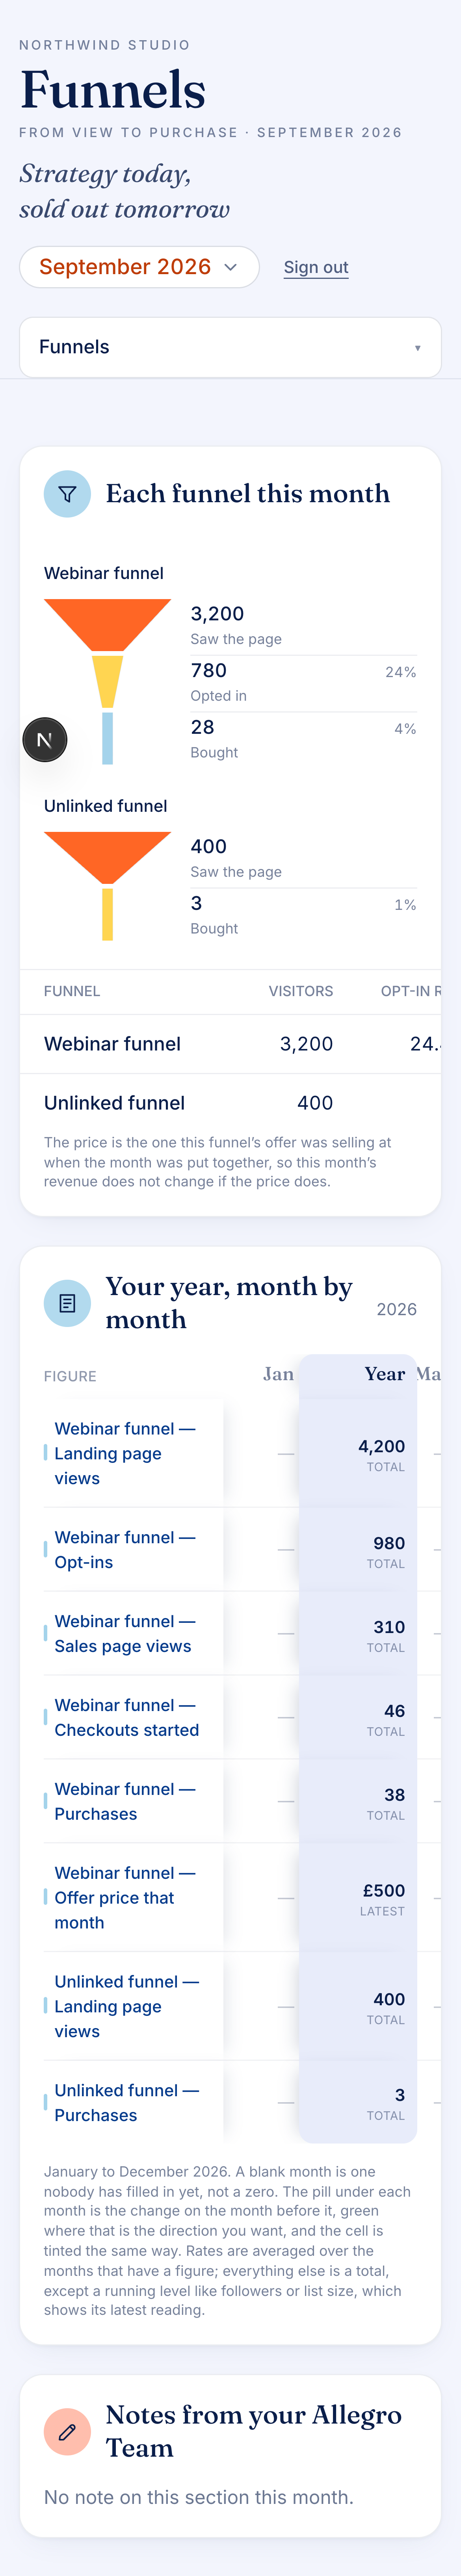 NORTHWIND STUDIO
Funnels
FROM VIEW TO PURCHASE · SEPTEMBER 2026
Strategy today,
sold out tomorrow
September 2026
Sign out
Funnels
Each funnel this month
Webinar funnel
3,200
Saw the page
780 24%
Opted in
28 4%
Bought
N
Unlinked funnel
400
Saw the page
3 1%
Bought
FUNNEL VISITORS OPT-IN R
Webinar funnel 3,200 24.
Unlinked funnel 400
The price is the one this funnel’s offer was selling at
when the month was put together, so this month’s
revenue does not change if the price does.
Your year, month by
month
2026
FIGURE Jan Year Ma
Webinar funnel —
Landing page
views
— 4,200 —
TOTAL
Webinar funnel —
Opt-ins
— 980 —
TOTAL
Webinar funnel —
Sales page views
— 310 —
TOTAL
Webinar funnel —
Checkouts started
— 46 —
TOTAL
Webinar funnel —
Purchases
— 38 —
TOTAL
Webinar funnel —
Offer price that
month
— £500 —
LATEST
Unlinked funnel —
Landing page
views
— 400 —
TOTAL
Unlinked funnel —
Purchases
— 3 —
TOTAL
January to December 2026. A blank month is one
nobody has filled in yet, not a zero. The pill under each
month is the change on the month before it, green
where that is the direction you want, and the cell is
tinted the same way. Rates are averaged over the
months that have a figure; everything else is a total,
except a running level like followers or list size, which
shows its latest reading.
Notes from your Allegro
Team
No note on this section this month.